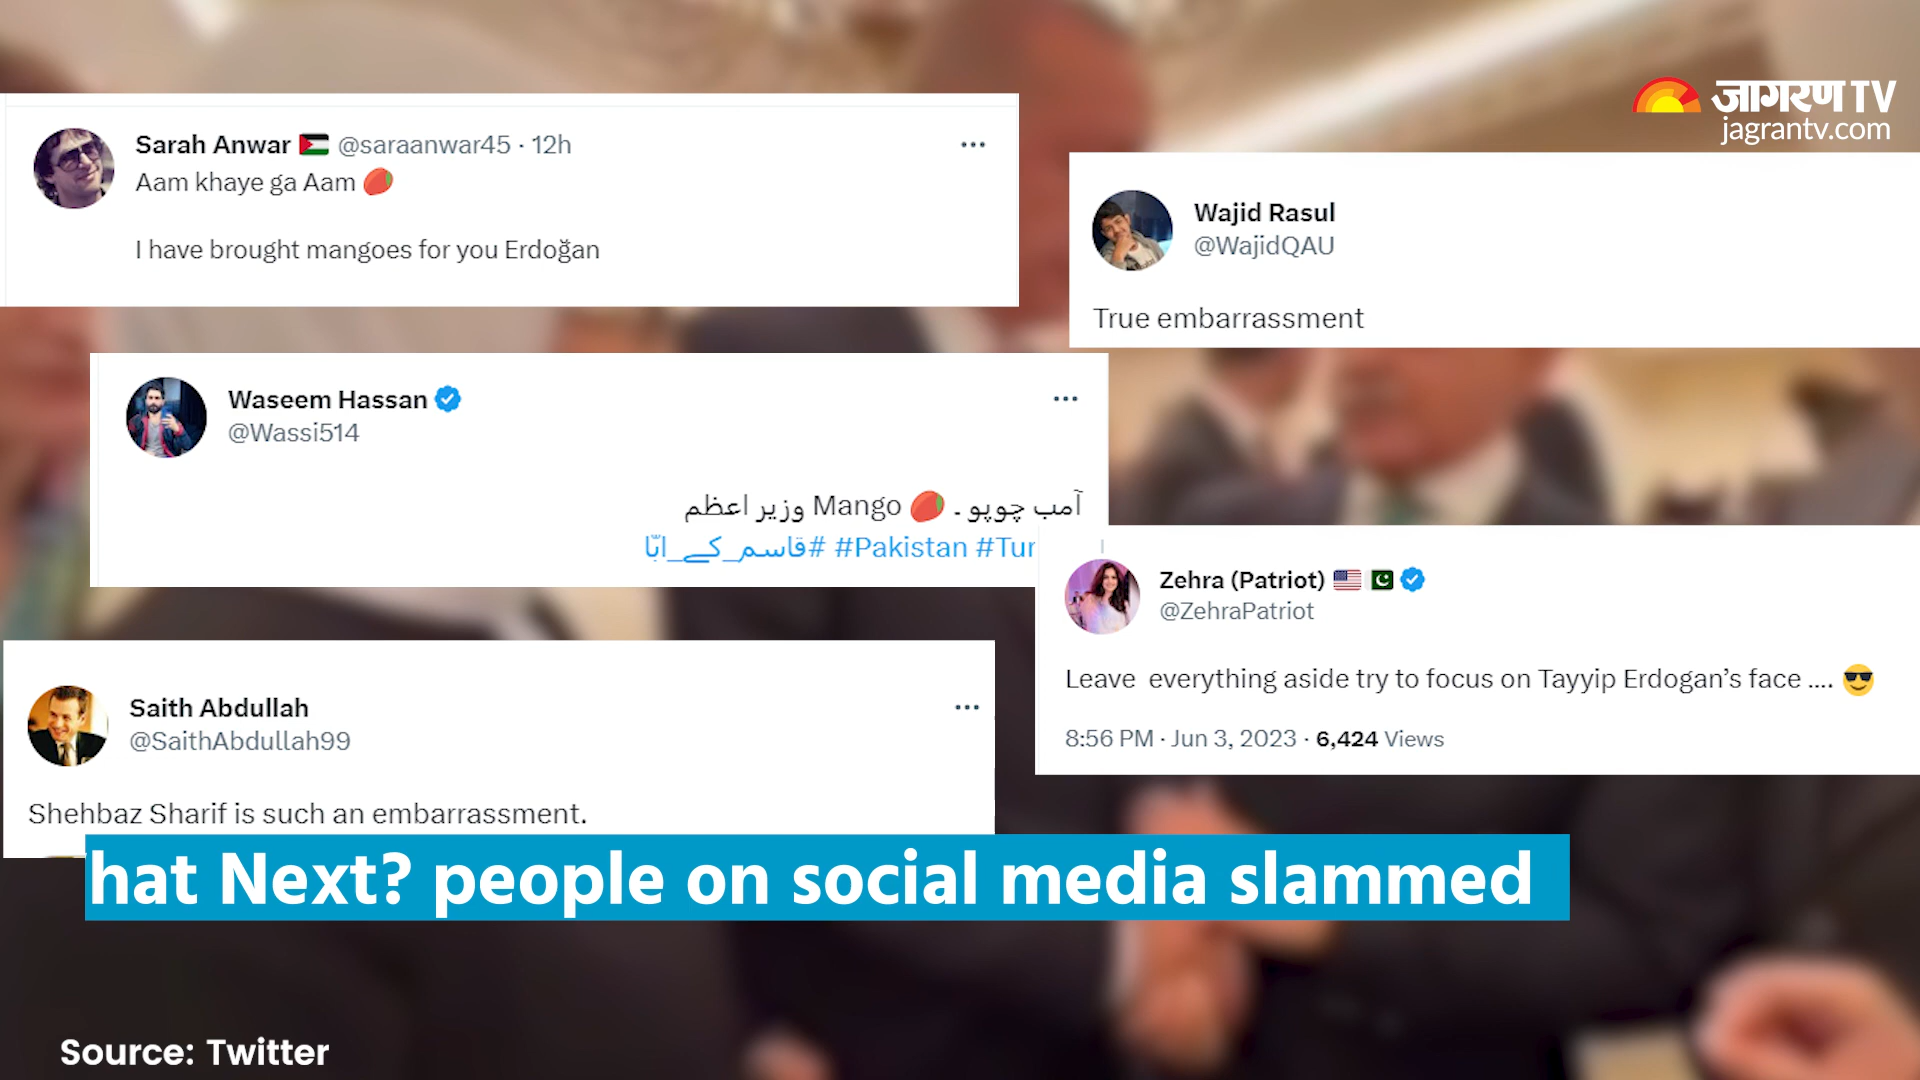 जागरण TV
jagrantv.com
Sarah Anwar @saraanwar45 · 12h
Aam khaye ga Aam
I have brought mangoes for you Erdoğan
Wajid Rasul
@WajidQAU
True embarrassment
Waseem Hassan
@Wassi514
آمب چوپو ۔ Mango وزیر اعظم
#قاسم_کے_ابّا #Pakistan #Tur
Zehra (Patriot)
@ZehraPatriot
Leave everything aside try to focus on Tayyip Erdogan’s face ....
8:56 PM · Jun 3, 2023 · 6,424 Views
Saith Abdullah
@SaithAbdullah99
Shehbaz Sharif is such an embarrassment.
hat Next? people on social media slammed
Source: Twitter